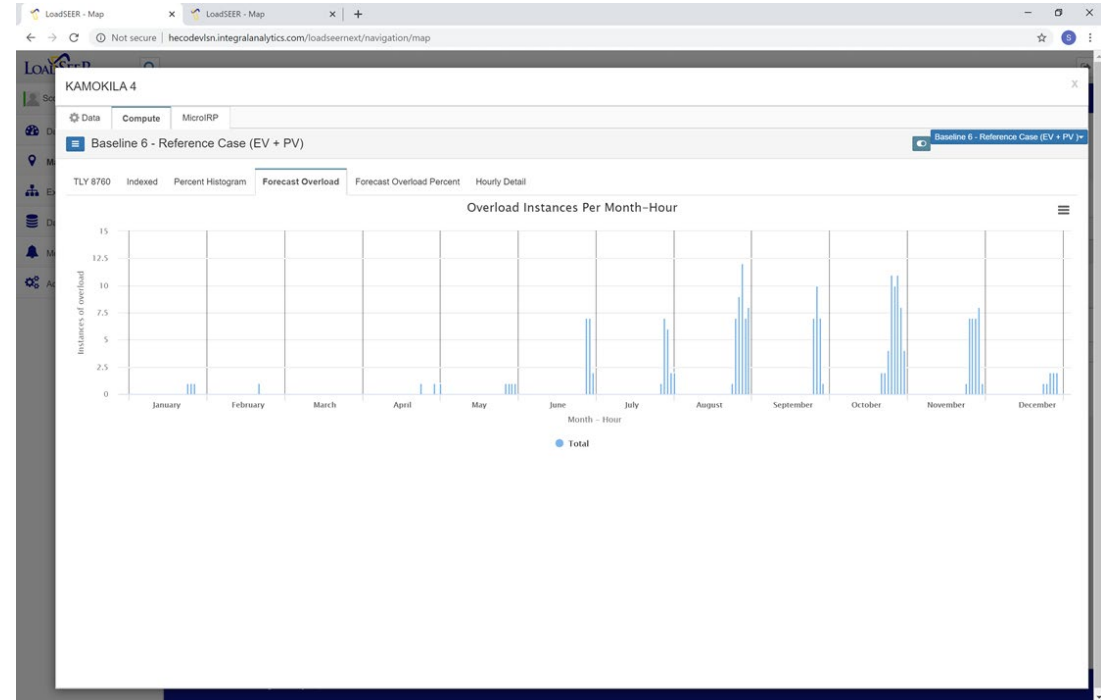 LoadSEER - Map
LoadSEER - Map
Not secure | hecodevlsn.integralanalytics.com/loadseernext/navigation/map
S
KAMOKILA 4
X
Data Compute MicroIRP
Baseline 6 - Reference Case (EV + PV)
Baseline 6 - Reference Case (EV + PV )
TLY 8760 Indexed Percent Histogram Forecast Overload Forecast Overload Percent Hourly Detail
Overload Instances Per Month-Hour
Instances of overload
15
12.5
10
7.5
5
2.5
0
January February March April May June July August September October November December
Month - Hour
Total